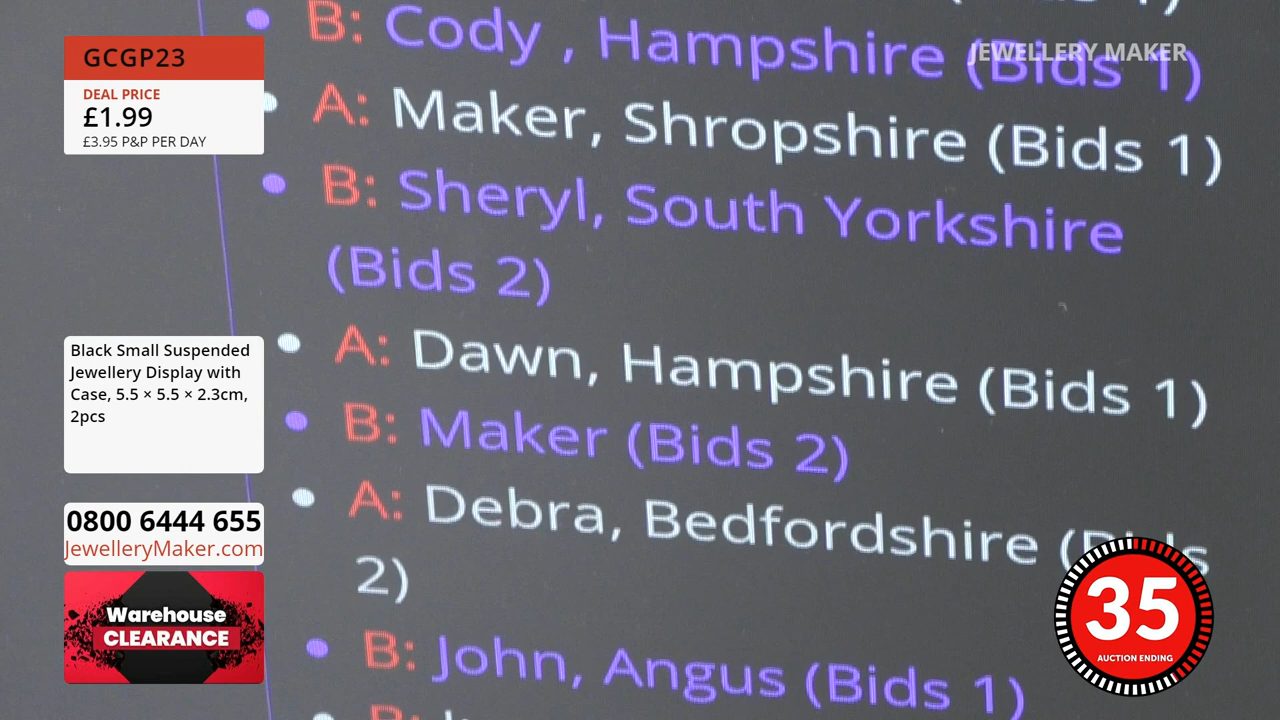 B: Cody , Hampshire (Bids 1)
JEWELLERY MAKER
GCGP23
DEAL PRICE
£1.99
£3.95 P&P PER DAY
A: Maker, Shropshire (Bids 1)
B: Sheryl, South Yorkshire
(Bids 2)
Black Small Suspended
Jewellery Display with
Case, 5.5 × 5.5 × 2.3cm,
2pcs
A: Dawn, Hampshire (Bids 1)
B: Maker (Bids 2)
A: Debra, Bedfordshire (Bids
2)
0800 6444 655
JewelleryMaker.com
Warehouse
CLEARANCE
35
AUCTION ENDING
B: John, Angus (Bids 1)